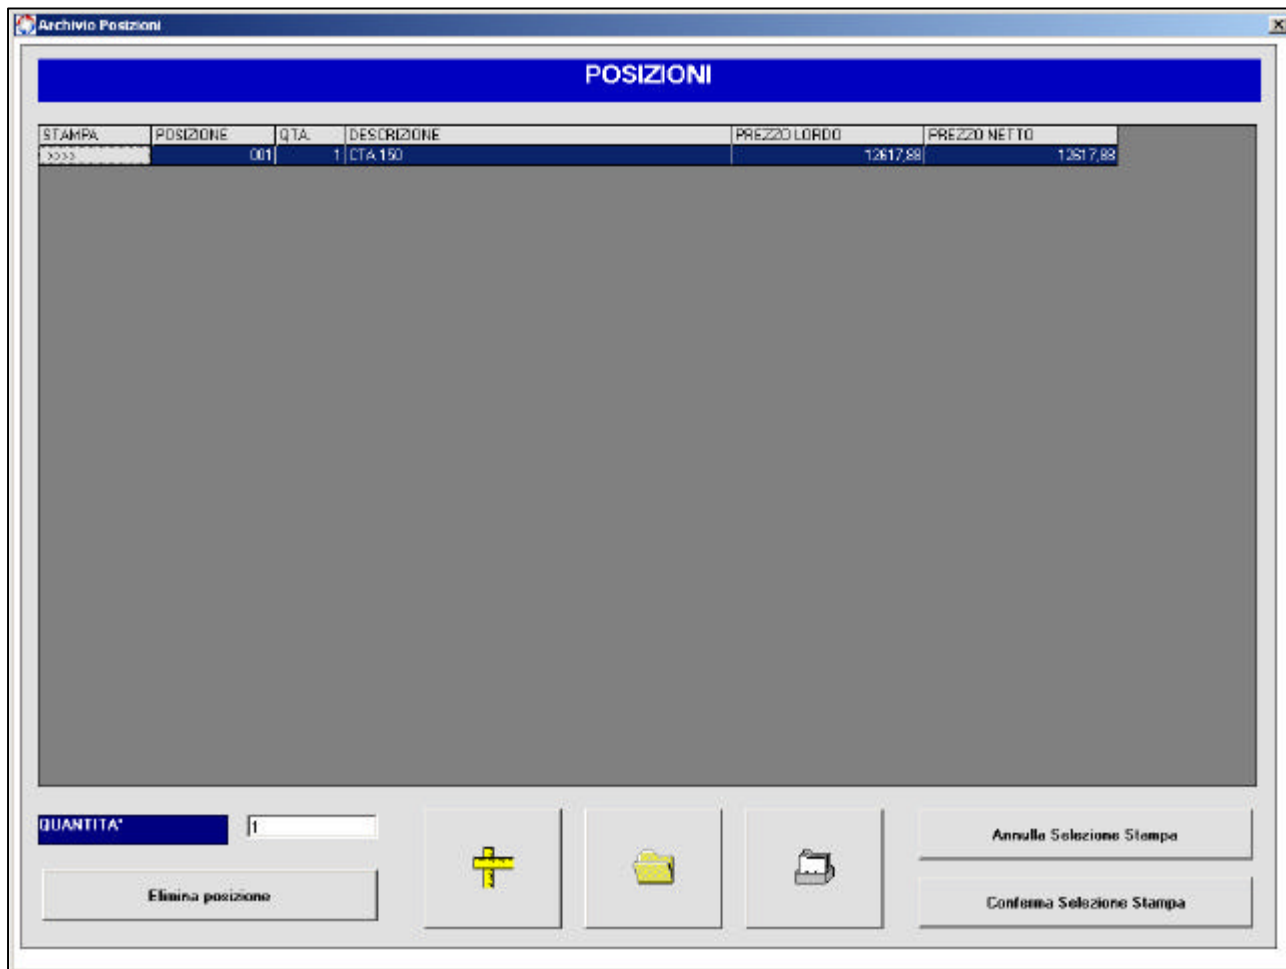 Archivio Posizioni
POSIZIONI
STAMPA POSIZIONE QTA. DESCRIZIONE PREZZO LORDO PREZZO NETTO
>>>> 001 1 CTA 150 12617,88 12617,88
QUANTITA' 1
Annulla Selezione Stampa
Elimina posizione
Conferma Selezione Stampa